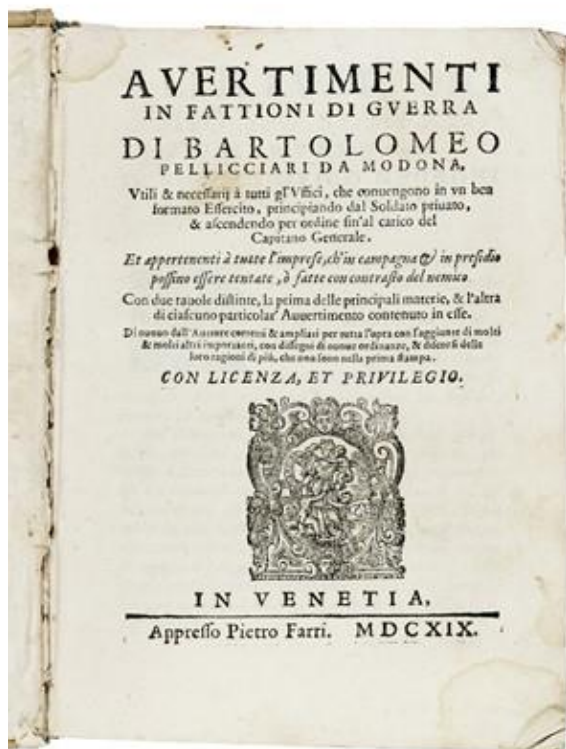 AVERTIMENTI
IN FATTIONI DI GVERRA
DI BARTOLOMEO
PELLICCIARI DA MODONA,
Vtili & necessarij à tutti gl'Vffici, che conuengono in vn ben
formato Essercito, principiando dal Soldato priuato,
& ascendendo per ordine sin'al carico del
Capitano Generale.
Et appertenenti à tutte l'imprese, ch'in campagna & in presidio
possino essere tentate, ò fatte con contrasto del nemico
Con due tauole distinte, la prima delle principali materie, & l'altra
di ciascuno particolar' Auuertimento contenuto in esse.
Di nuouo dall'Auttore corretti & ampliati per tutta l'opra con l'aggiunte di molti
& molti altri importanti, con dissegni di nuoue ordinanze, & discorsi delle
loro ragioni di più, che non sono nella prima stampa.
CON LICENZA, ET PRIVILEGIO.
IN VENETIA,
Appresso Pietro Farri. MDCXIX.